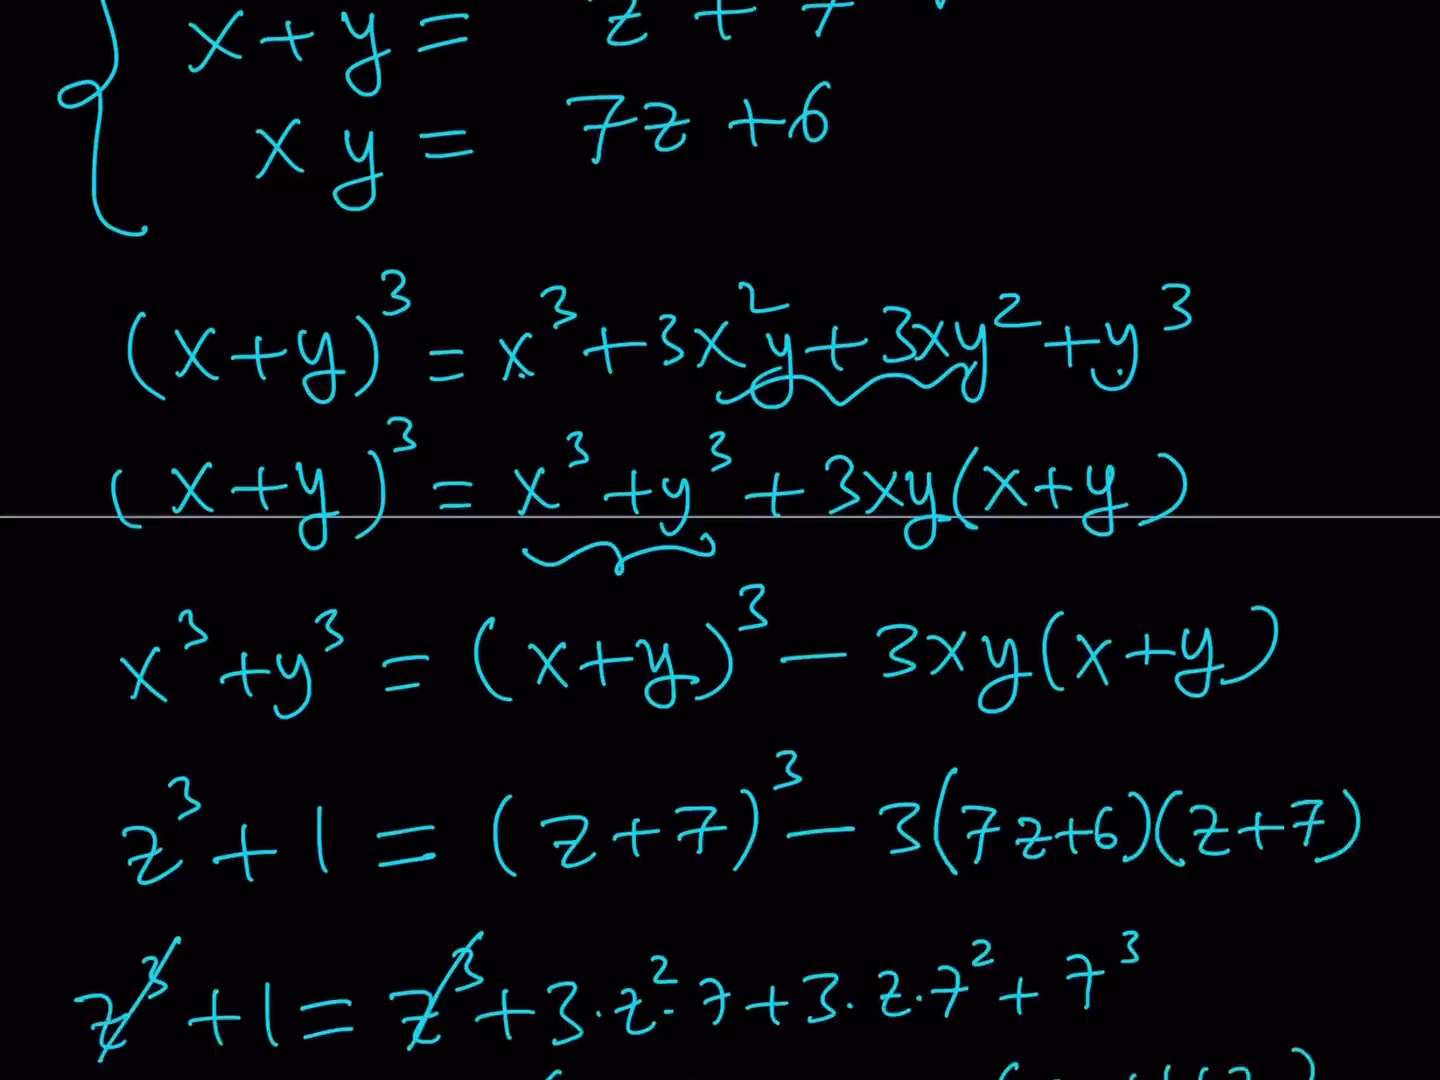 x+y= z+7
xy= 7z+6
(x+y)³=x³+3x²y+3xy²+y³
(x+y)³=x³+y³+3xy(x+y)
x³+y³=(x+y)³-3xy(x+y)
z³+1=(z+7)³-3(7z+6)(z+7)
z³+1=z³+3·z²·7+3·z·7²+7³